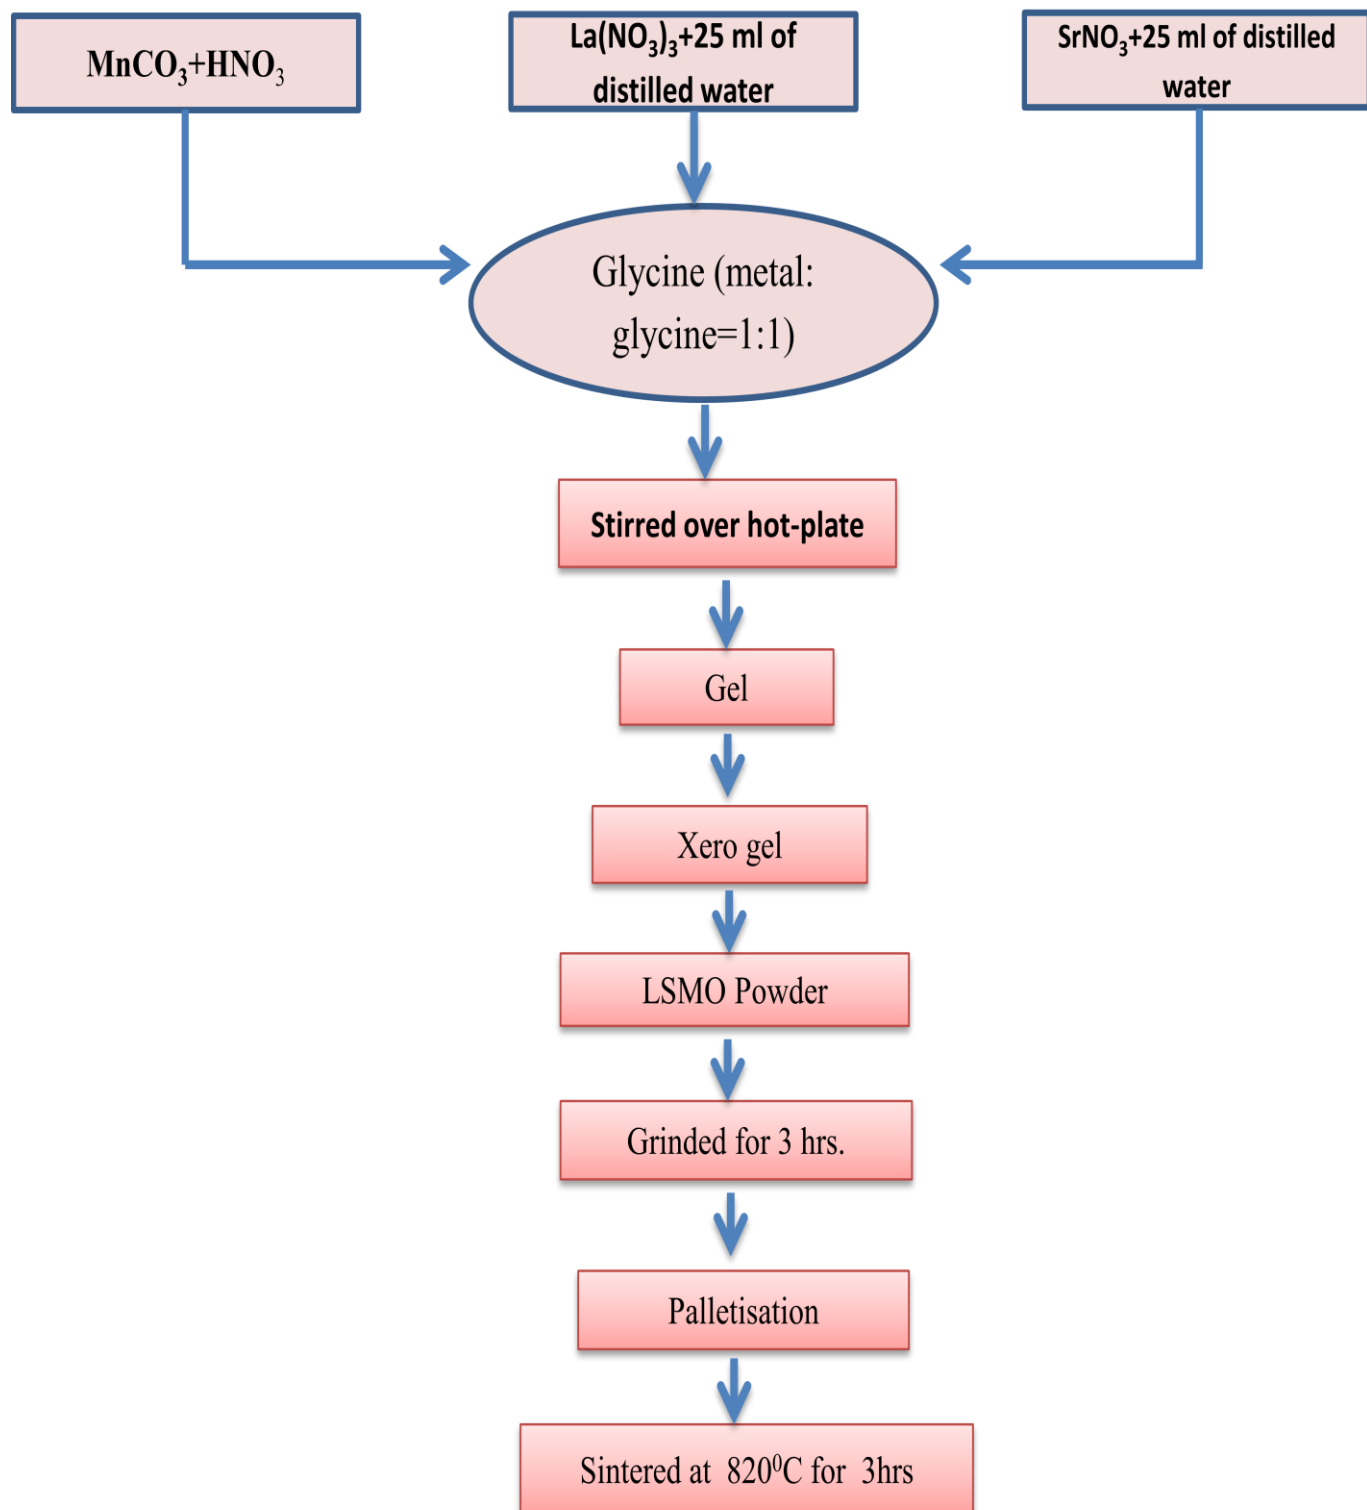 MnCO₃+HNO₃
La(NO₃)₃+25 ml of
distilled water
SrNO₃+25 ml of distilled
water
Glycine (metal:
glycine=1:1)
Stirred over hot-plate
Gel
Xero gel
LSMO Powder
Grinded for 3 hrs.
Palletisation
Sintered at 820⁰C for 3hrs